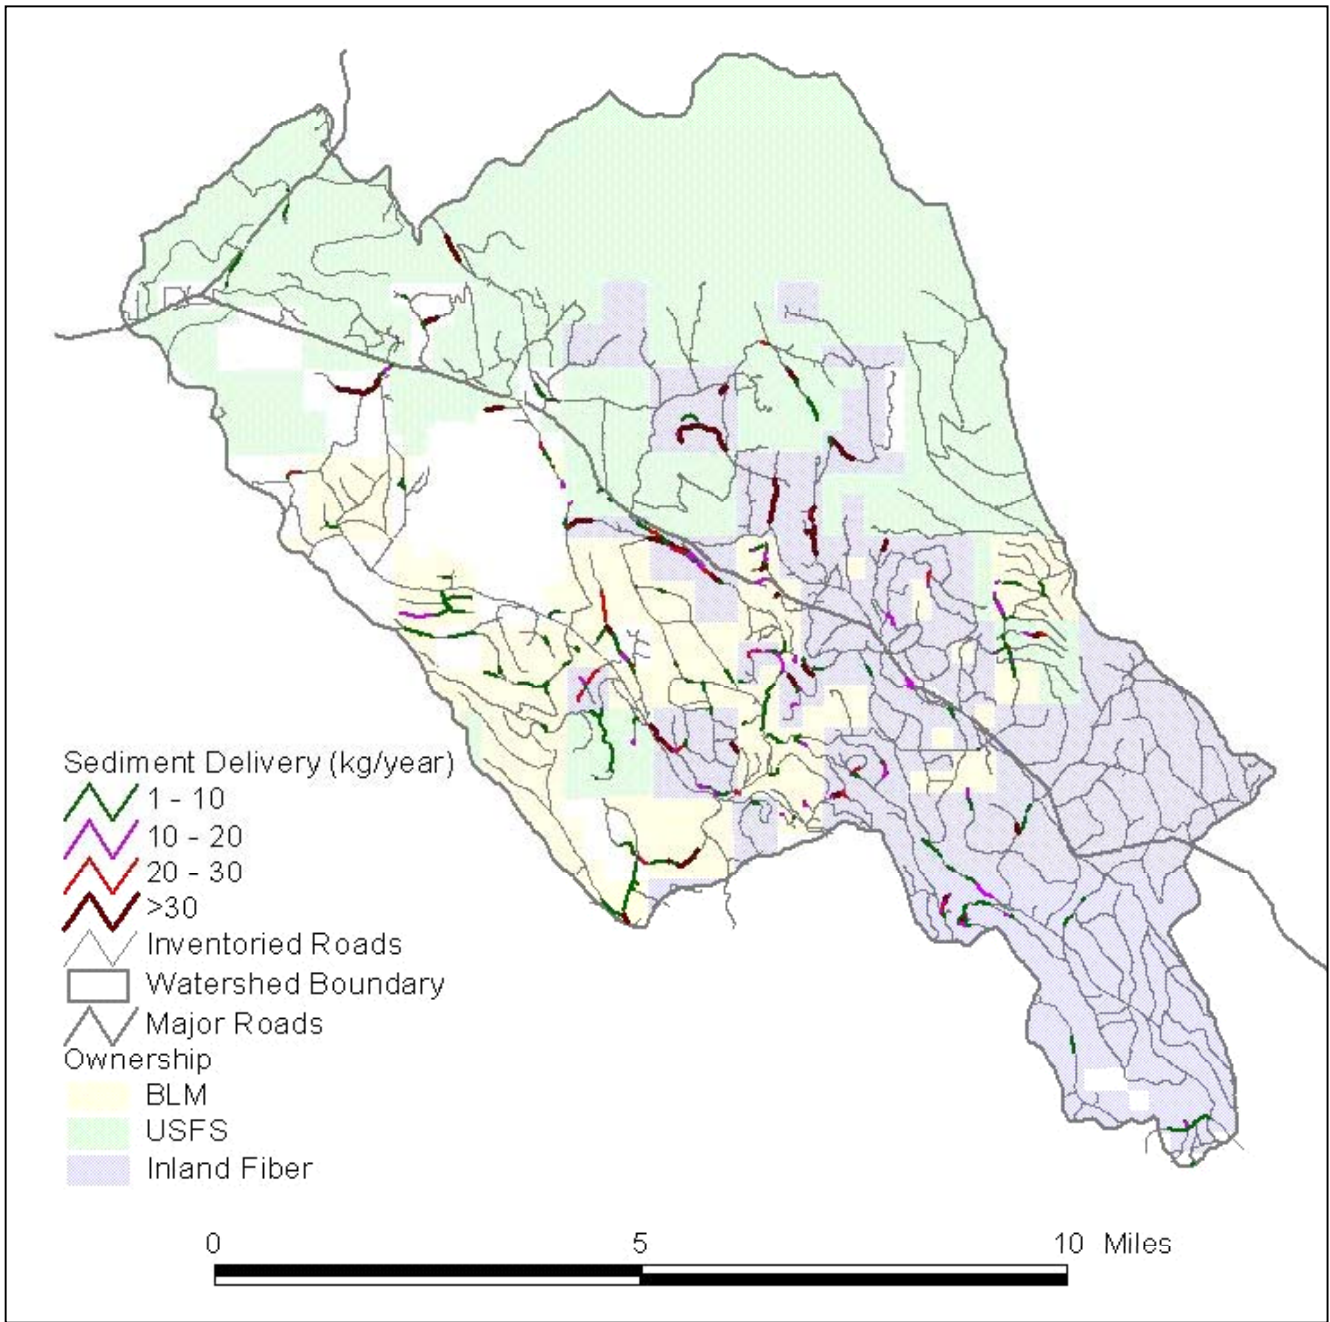 Sediment Delivery (kg/year)
1 - 10
10 - 20
20 - 30
>30
Inventoried Roads
Watershed Boundary
Major Roads
Ownership
BLM
USFS
Inland Fiber
0 5 10 Miles